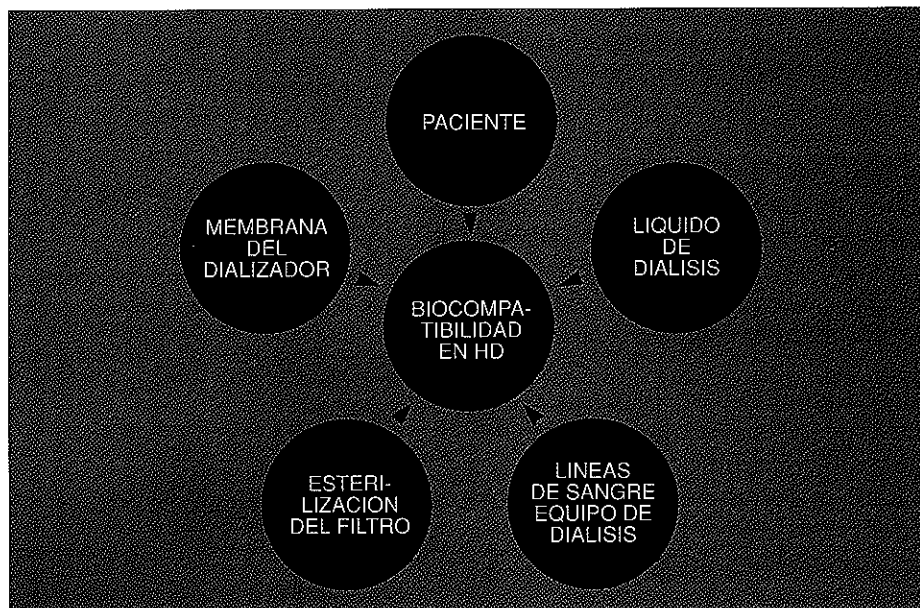 PACIENTE
MEMBRANA
DEL
DIALIZADOR
LIQUIDO
DE
DIALISIS
BIOCOMPA-
TIBILIDAD
EN HD
ESTERI-
LIZACION
DEL FILTRO
LINEAS
DE SANGRE
EQUIPO DE
DIALISIS